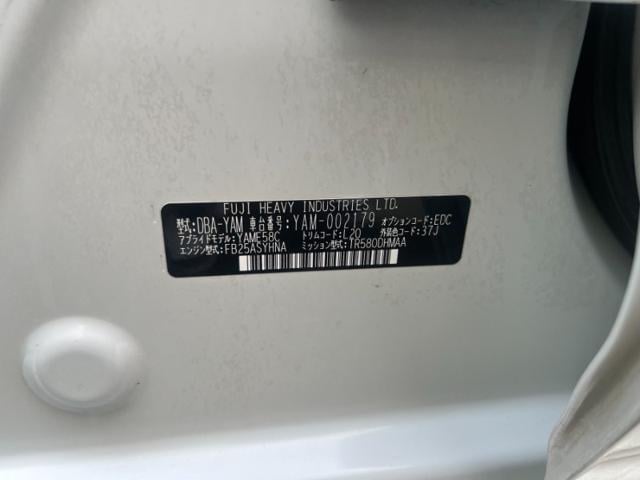 FUJI HEAVY INDUSTRIES LTD.
型式:DBA-YAM 車台番号:YAM-002179 オプションコード:EDC
アプライドモデル:YAME58C トリムコード:L20 外装色コード:37J
エンジン型式:FB25ASYHNA ミッション型式:TR580DHMAA